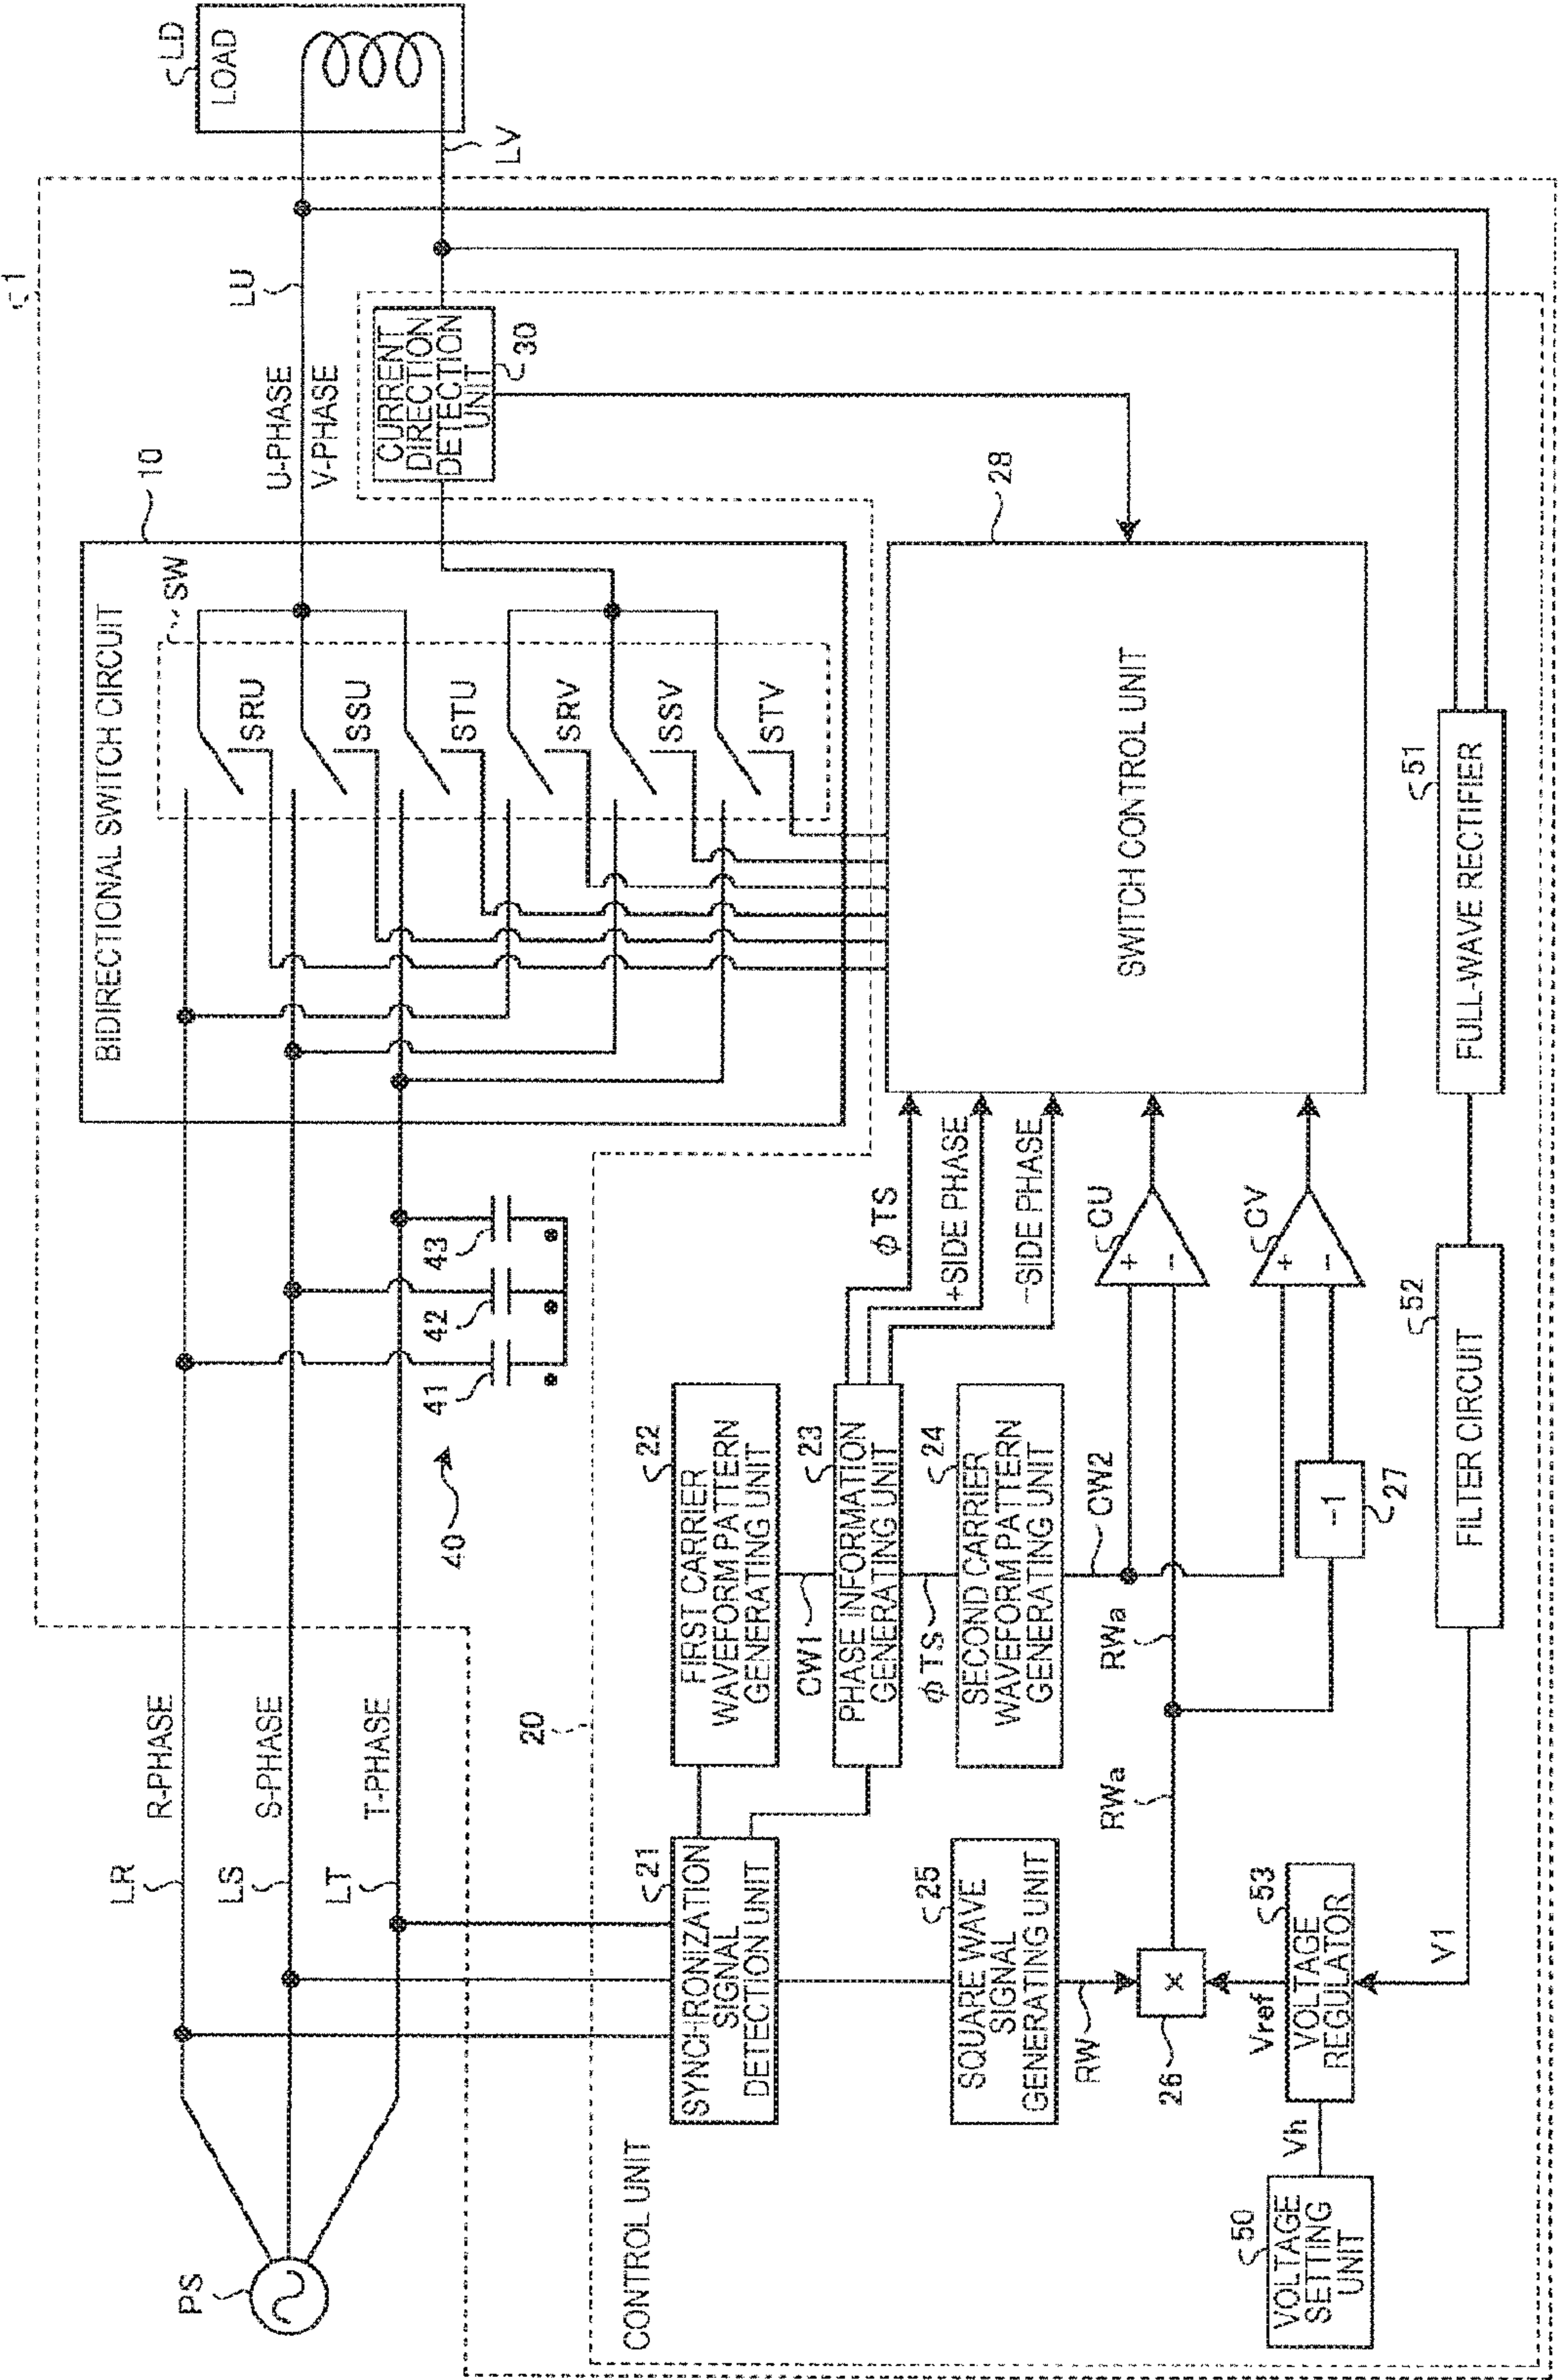 1
PS
LR
R-PHASE
LS
S-PHASE
LT
T-PHASE
40
41
42
43
BIDIRECTIONAL SWITCH CIRCUIT
10
SW
SRU
SSU
STU
SRV
SSV
STV
U-PHASE
V-PHASE
LU
LV
LD
LOAD
CURRENT
DIRECTION
DETECTION
UNIT
30
CONTROL UNIT
20
SYNCHRONIZATION
SIGNAL
DETECTION UNIT
21
FIRST CARRIER
WAVEFORM PATTERN
GENERATING UNIT
22
CW1
PHASE INFORMATION
GENERATING UNIT
23
φTS
SECOND CARRIER
WAVEFORM PATTERN
GENERATING UNIT
24
CW2
φTS
+SIDE PHASE
−SIDE PHASE
SWITCH CONTROL UNIT
28
SQUARE WAVE
SIGNAL
GENERATING UNIT
25
RW
×
26
RWa
RWa
-1
27
+
−
CU
+
−
CV
VOLTAGE
SETTING
UNIT
50
Vh
Vref
VOLTAGE
REGULATOR
53
V1
FILTER CIRCUIT
52
FULL-WAVE RECTIFIER
51